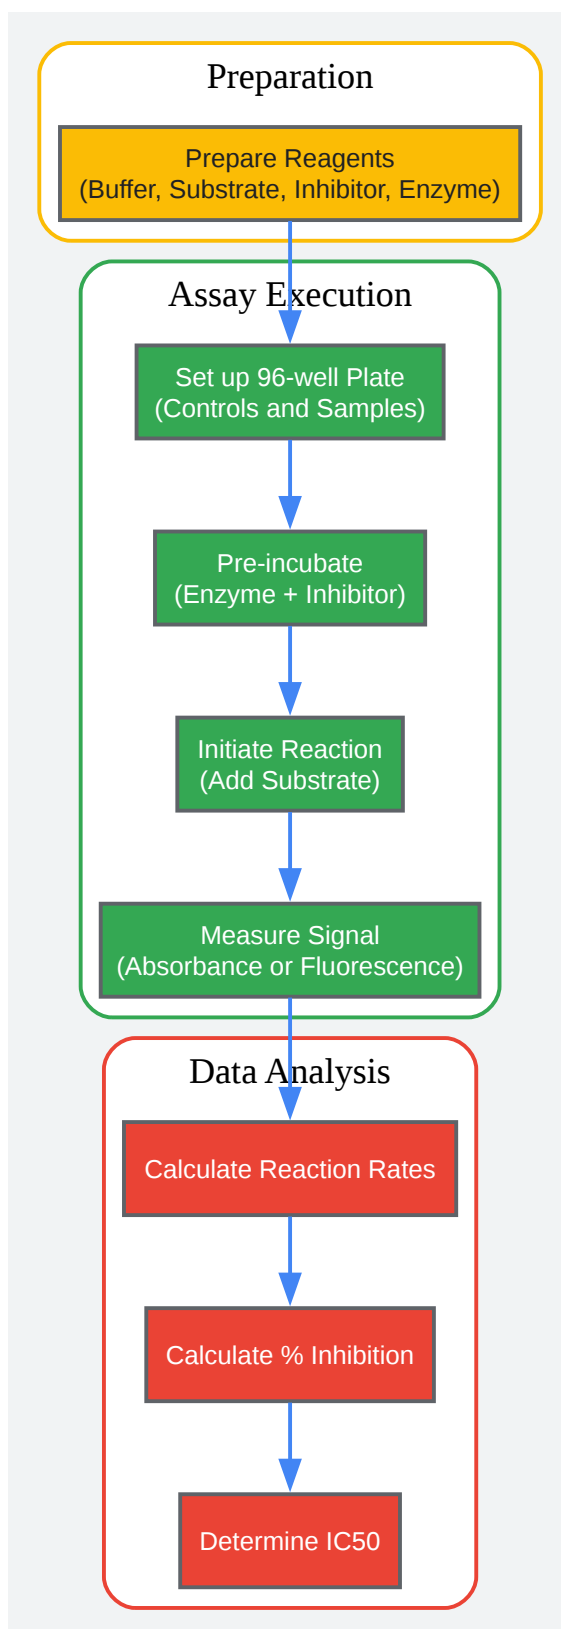 Preparation
Prepare Reagents
(Buffer, Substrate, Inhibitor, Enzyme)
Assay Execution
Set up 96-well Plate
(Controls and Samples)
Pre-incubate
(Enzyme + Inhibitor)
Initiate Reaction
(Add Substrate)
Measure Signal
(Absorbance or Fluorescence)
Data Analysis
Calculate Reaction Rates
Calculate % Inhibition
Determine IC50